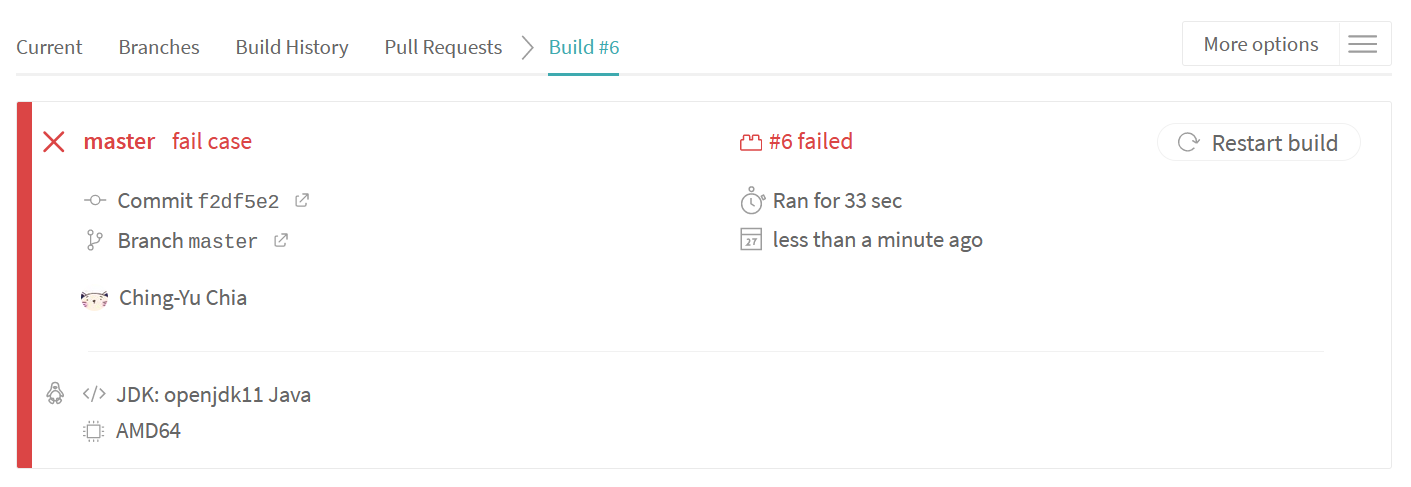 Current Branches Build History Pull Requests Build #6 More options
master fail case #6 failed Restart build
Commit f2df5e2 Ran for 33 sec
Branch master 27 less than a minute ago
Ching-Yu Chia
</> JDK: openjdk11 Java
AMD64